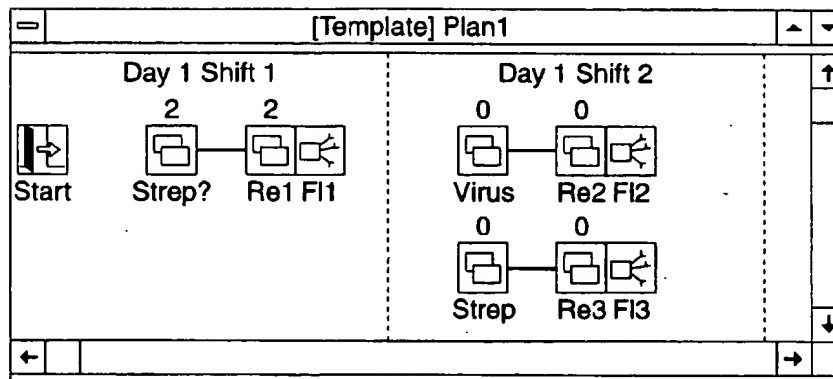 [Template] Plan1
Day 1 Shift 1
Day 1 Shift 2
2 2
0 0
Start Strep? Re1 Fl1
Virus Re2 Fl2
0 0
Strep Re3 Fl3